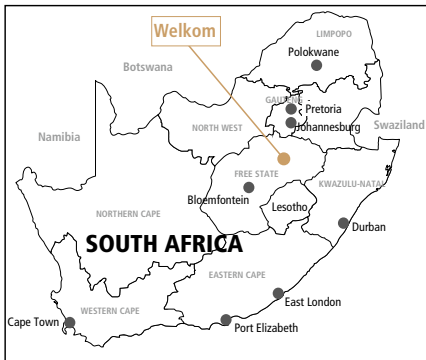 LIMPOPO
Welkom
Polokwane
Botswana
GAUTENG
Pretoria
Johannesburg
NORTH WEST
Swaziland
Namibia
FREE STATE
KWAZULU-NATAL
Bloemfontein
Lesotho
NORTHERN CAPE
Durban
SOUTH AFRICA
EASTERN CAPE
East London
WESTERN CAPE
Cape Town
Port Elizabeth